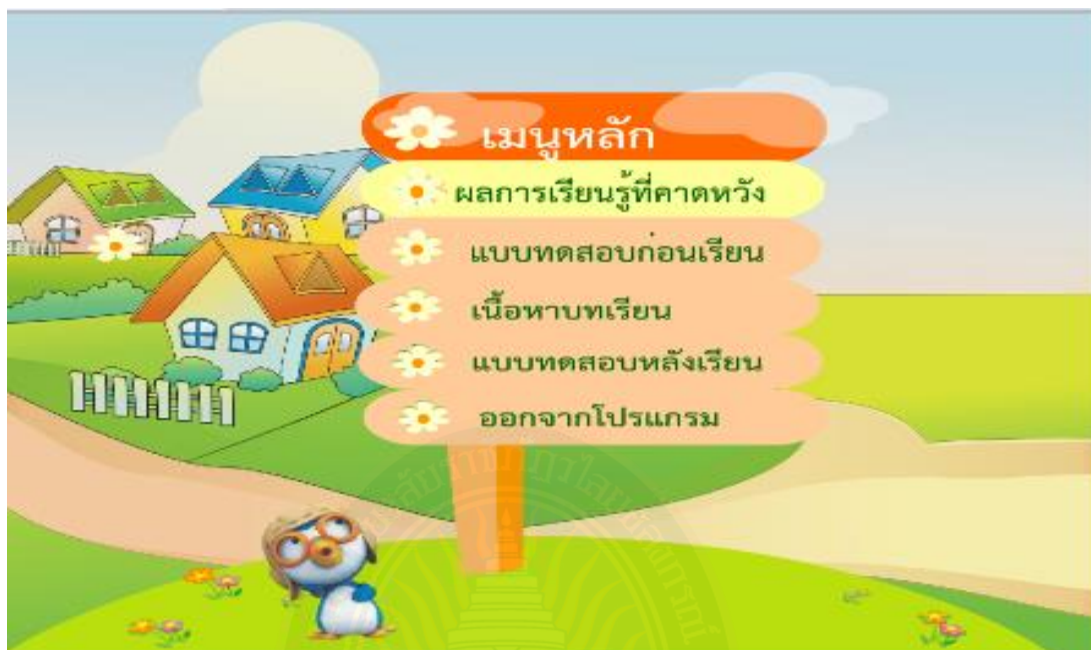 เมนูหลัก
ผลการเรียนรู้ที่คาดหวัง
แบบทดสอบก่อนเรียน
เนื้อหาบทเรียน
แบบทดสอบหลังเรียน
ออกจากโปรแกรม